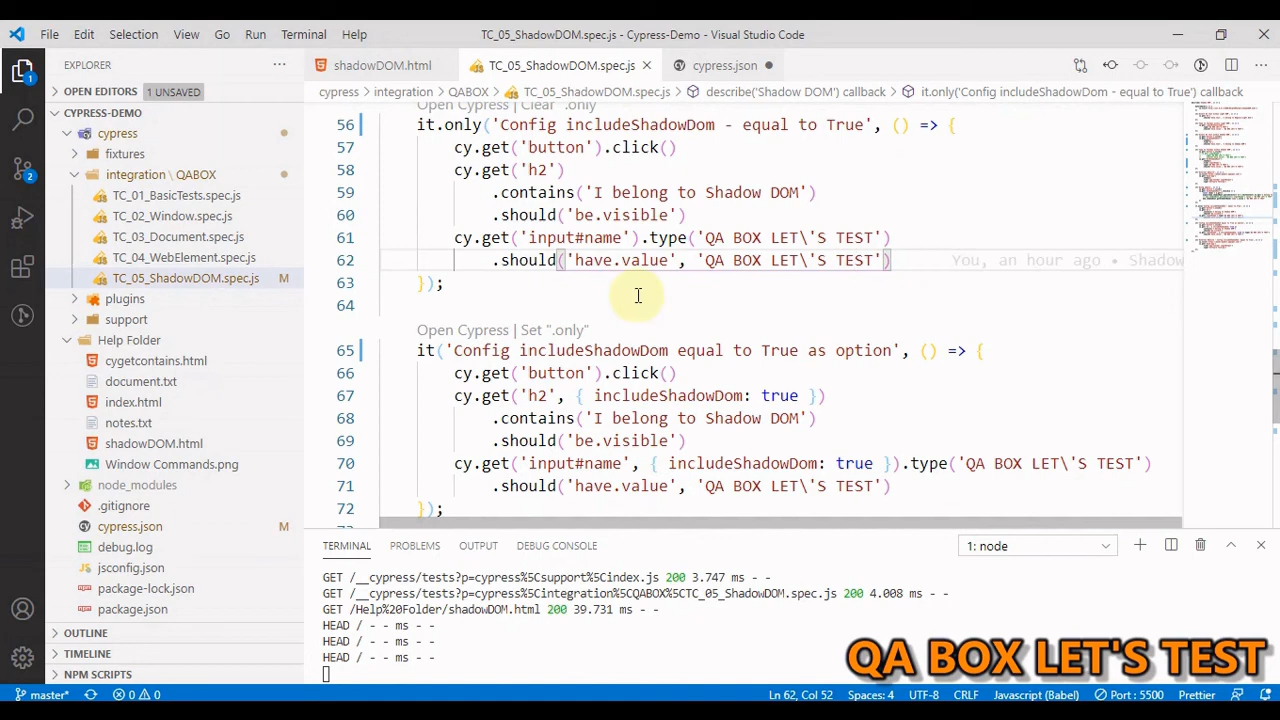 File Edit Selection View Go Run Terminal Help TC_05_ShadowDOM.spec.js - Cypress-Demo - Visual Studio Code
EXPLORER
OPEN EDITORS 1 UNSAVED
CYPRESS-DEMO
cypress
fixtures
integration \ QABOX
TC_01_BasicTests.spec.js
TC_02_Window.spec.js
TC_03_Document.spec.js
TC_04_WebElement.spec.js
TC_05_ShadowDOM.spec.js
plugins
support
Help Folder
cygetcontains.html
document.txt
index.html
notes.txt
shadowDOM.html
Window Commands.png
node_modules
.gitignore
cypress.json M
debug.log
jsconfig.json
package-lock.json
package.json
OUTLINE
TIMELINE
NPM SCRIPTS
1
2
shadowDOM.html TC_05_ShadowDOM.spec.js cypress.json
cypress > integration > QABOX > TC_05_ShadowDOM.spec.js > describe('Shadow DOM') callback > it.only('Config includeShadowDom - equal to True') callback
Open Cypress | Clear ".only
56 it.only('Config includeShadowDom - equal to True', () =>
57 cy.get('button').click()
58 cy.get('h2')
59 .contains('I belong to Shadow DOM')
60 .should('be.visible')
61 cy.get('input#name').type('QA BOX LET\'S TEST')
62 .should('have.value', 'QA BOX LET\'S TEST') You, an hour ago • Shadow
63 });
64
Open Cypress | Set ".only"
65 it('Config includeShadowDom equal to True as option', () => {
66 cy.get('button').click()
67 cy.get('h2', { includeShadowDom: true })
68 .contains('I belong to Shadow DOM')
69 .should('be.visible')
70 cy.get('input#name', { includeShadowDom: true }).type('QA BOX LET\'S TEST')
71 .should('have.value', 'QA BOX LET\'S TEST')
72 });
TERMINAL PROBLEMS OUTPUT DEBUG CONSOLE 1: node
GET /__cypress/tests?p=cypress%5Csupport%5Cindex.js 200 3.747 ms - -
GET /__cypress/tests?p=cypress%5Cintegration%5CQABOX%5CTC_05_ShadowDOM.spec.js 200 4.008 ms - -
GET /Help%20Folder/shadowDOM.html 200 39.731 ms - -
HEAD / - - ms - -
HEAD / - - ms - -
HEAD / - - ms - -
QA BOX LET'S TEST
master* 0 0 Ln 62, Col 52 Spaces: 4 UTF-8 CRLF Javascript (Babel) Port : 5500 Prettier